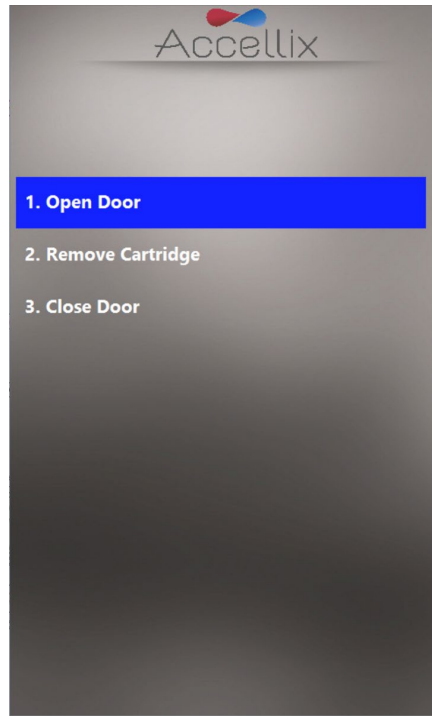 Accellix
1. Open Door
2. Remove Cartridge
3. Close Door